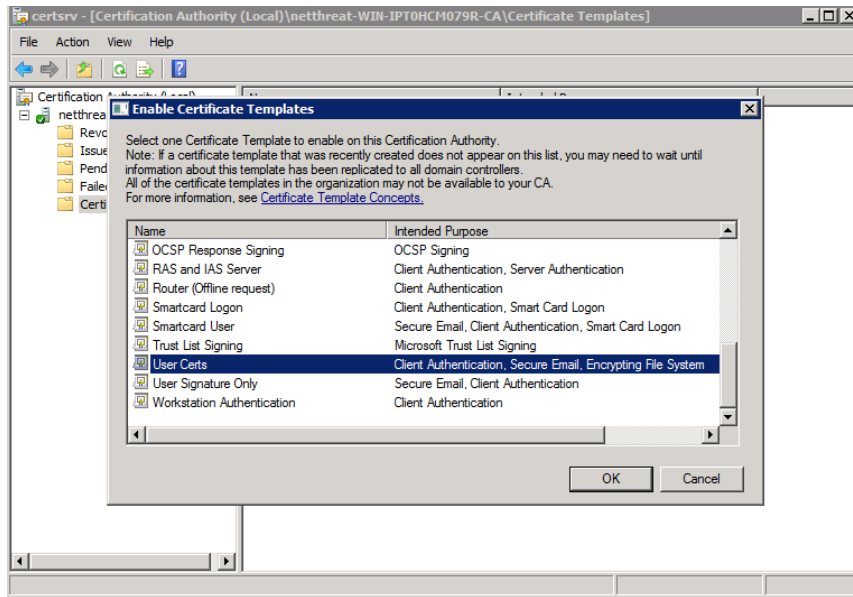 certsrv - [Certification Authority (Local)\netthreat-WIN-IPT0HCM079R-CA\Certificate Templates]
File Action View Help
Certification
netthrea
Enable Certificate Templates
Revo
Issue
Pend
Faile
Certi
Select one Certificate Template to enable on this Certification Authority.
Note: If a certificate template that was recently created does not appear on this list, you may need to wait until
information about this template has been replicated to all domain controllers.
All of the certificate templates in the organization may not be available to your CA.
For more information, see Certificate Template Concepts.
Name Intended Purpose
OCSP Response Signing OCSP Signing
RAS and IAS Server Client Authentication, Server Authentication
Router (Offline request) Client Authentication
Smartcard Logon Client Authentication, Smart Card Logon
Smartcard User Secure Email, Client Authentication, Smart Card Logon
Trust List Signing Microsoft Trust List Signing
User Certs Client Authentication, Secure Email, Encrypting File System
User Signature Only Secure Email, Client Authentication
Workstation Authentication Client Authentication
OK Cancel